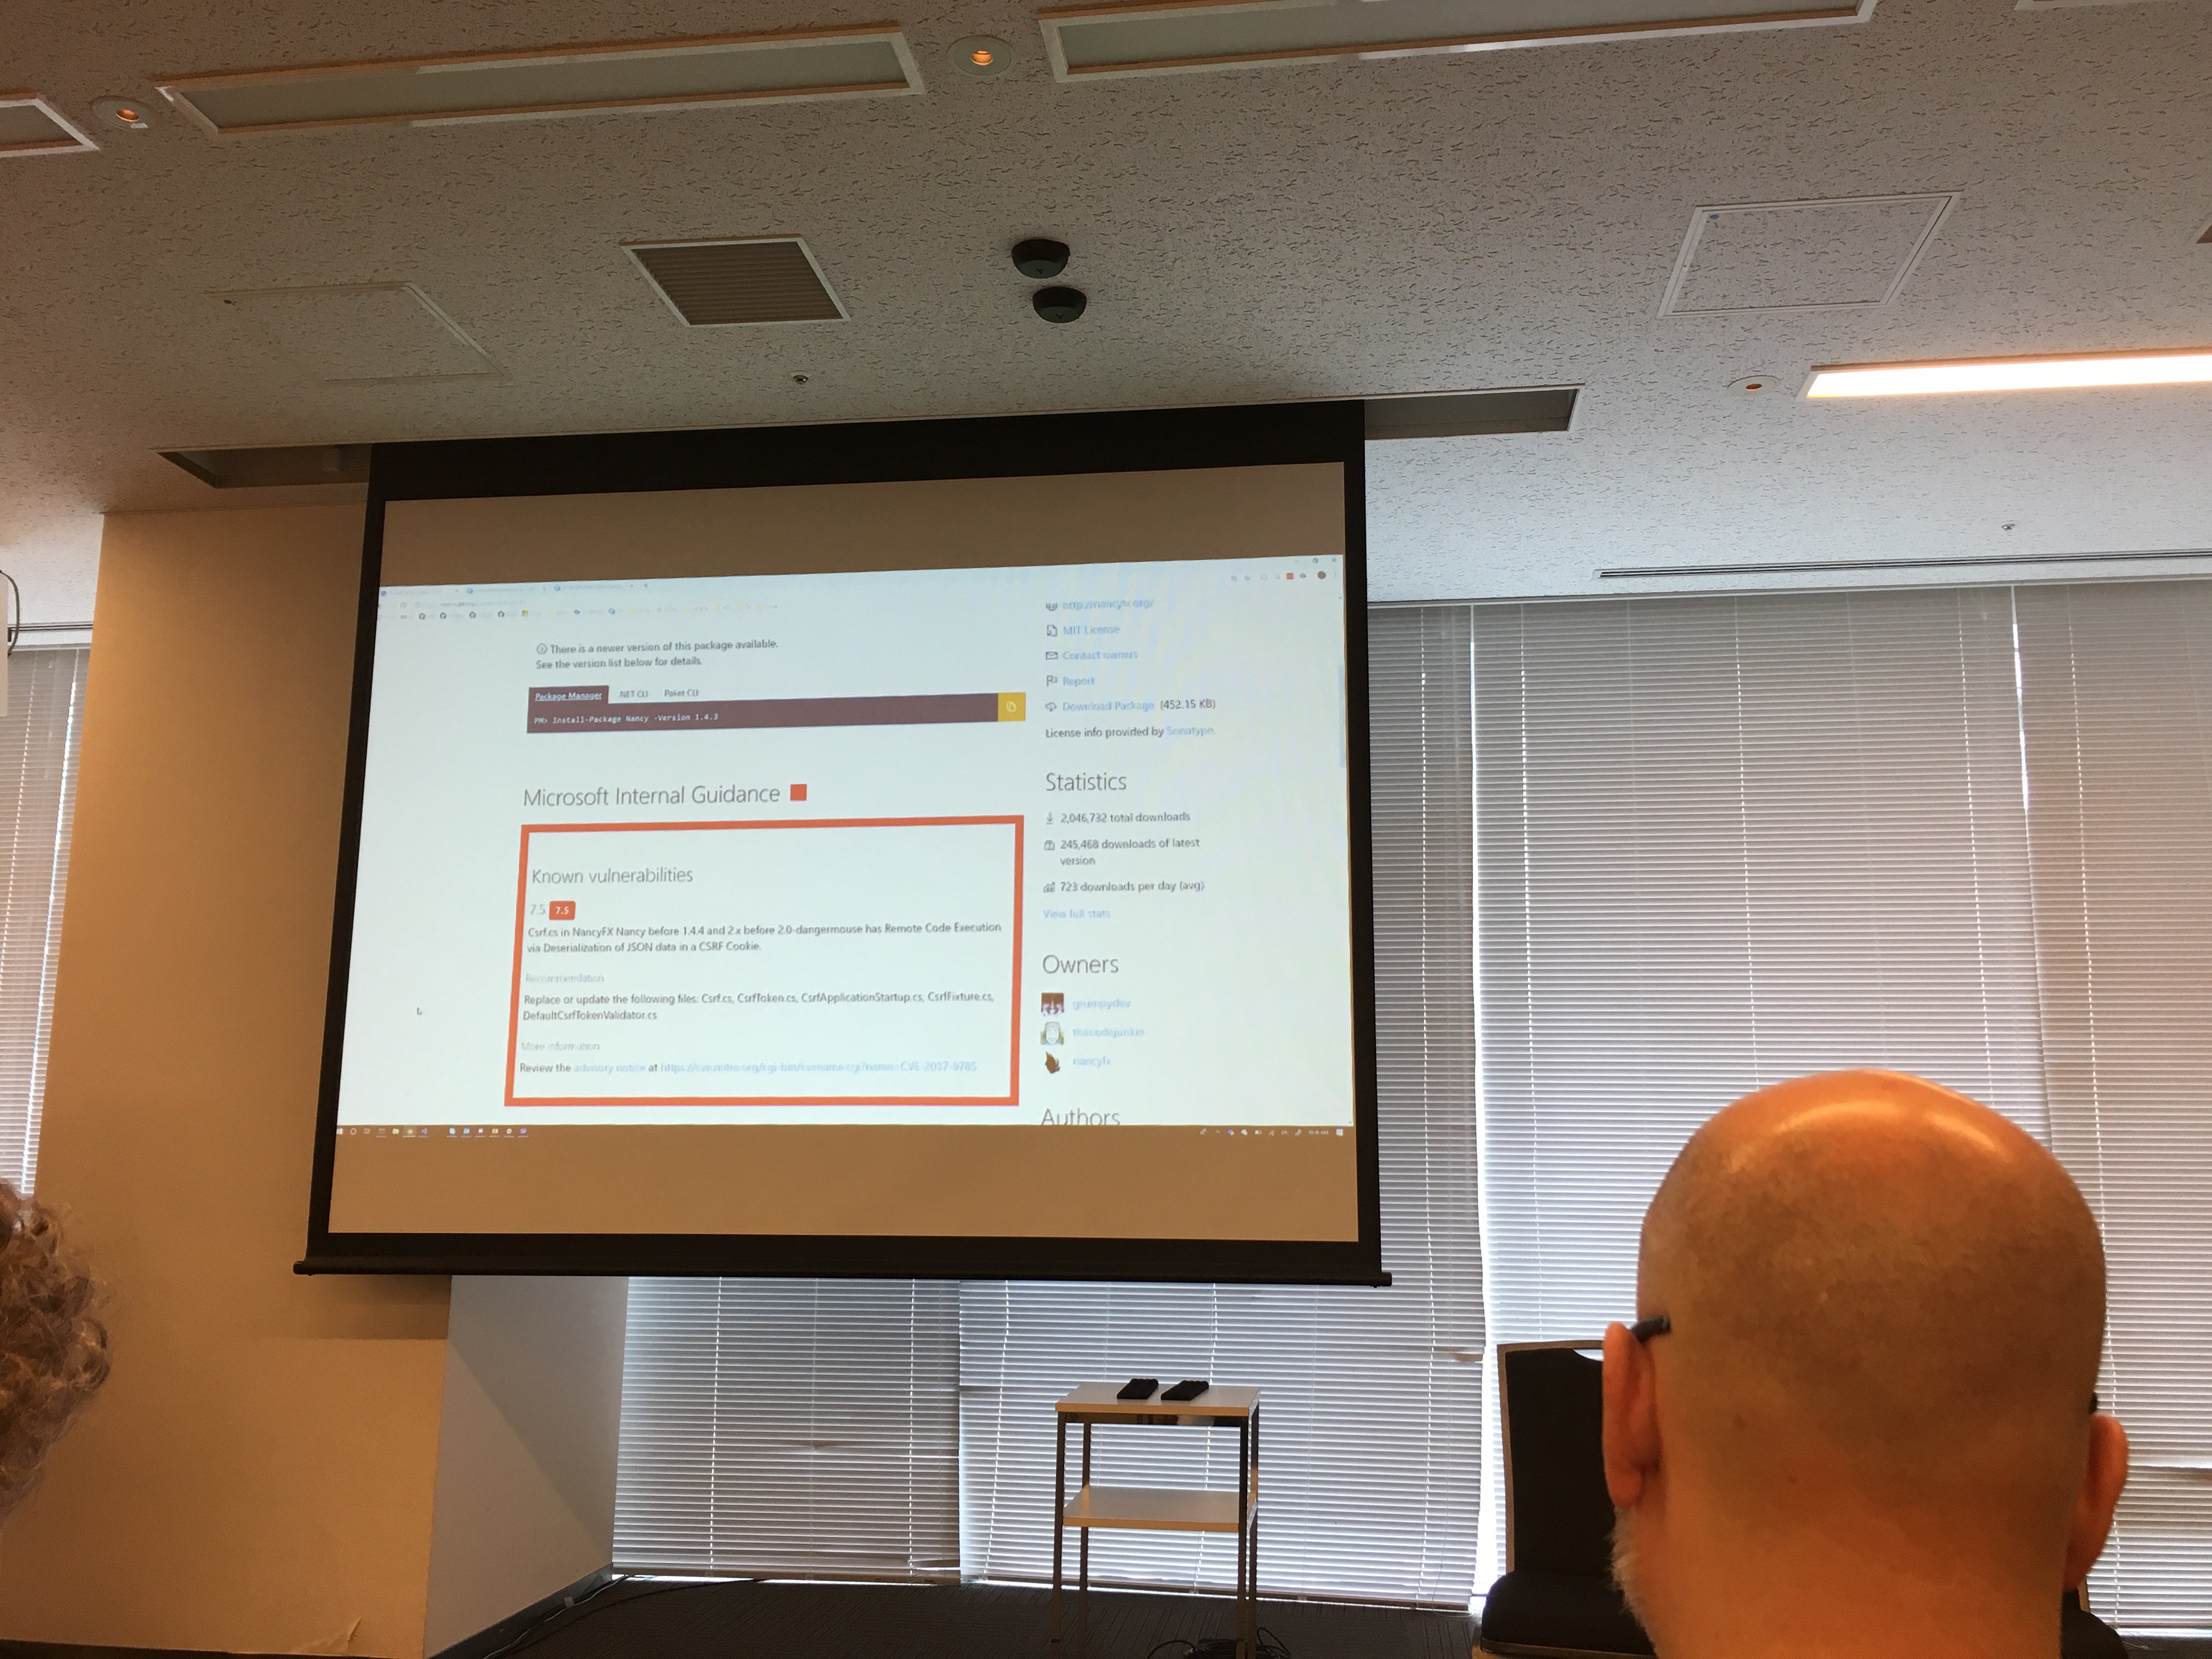 There is a newer version of this package available.
See the version list below for details.
Package Manager
.NET CLI
Paket CLI
PM> Install-Package Nancy -Version 1.4.3
Microsoft Internal Guidance
Known vulnerabilities
7.5 7.5
Csrf.cs in NancyFX Nancy before 1.4.4 and 2.x before 2.0-dangermouse has Remote Code Execution
via Deserialization of JSON data in a CSRF Cookie.
Recommendation
Replace or update the following files: Csrf.cs, CsrfToken.cs, CsrfApplicationStartup.cs, CsrfFixture.cs,
DefaultCsrfTokenValidator.cs
More information
Review the advisory notice at https://cve.mitre.org/cgi-bin/cvename.cgi?name=CVE-2017-9785
http://nancyfx.org/
MIT License
Contact owners
Report
Download Package (452.15 KB)
License info provided by Sonatype.
Statistics
2,046,732 total downloads
245,468 downloads of latest
version
723 downloads per day (avg)
View full stats
Owners
grumpydev
thecodejunkie
nancyfx
Authors